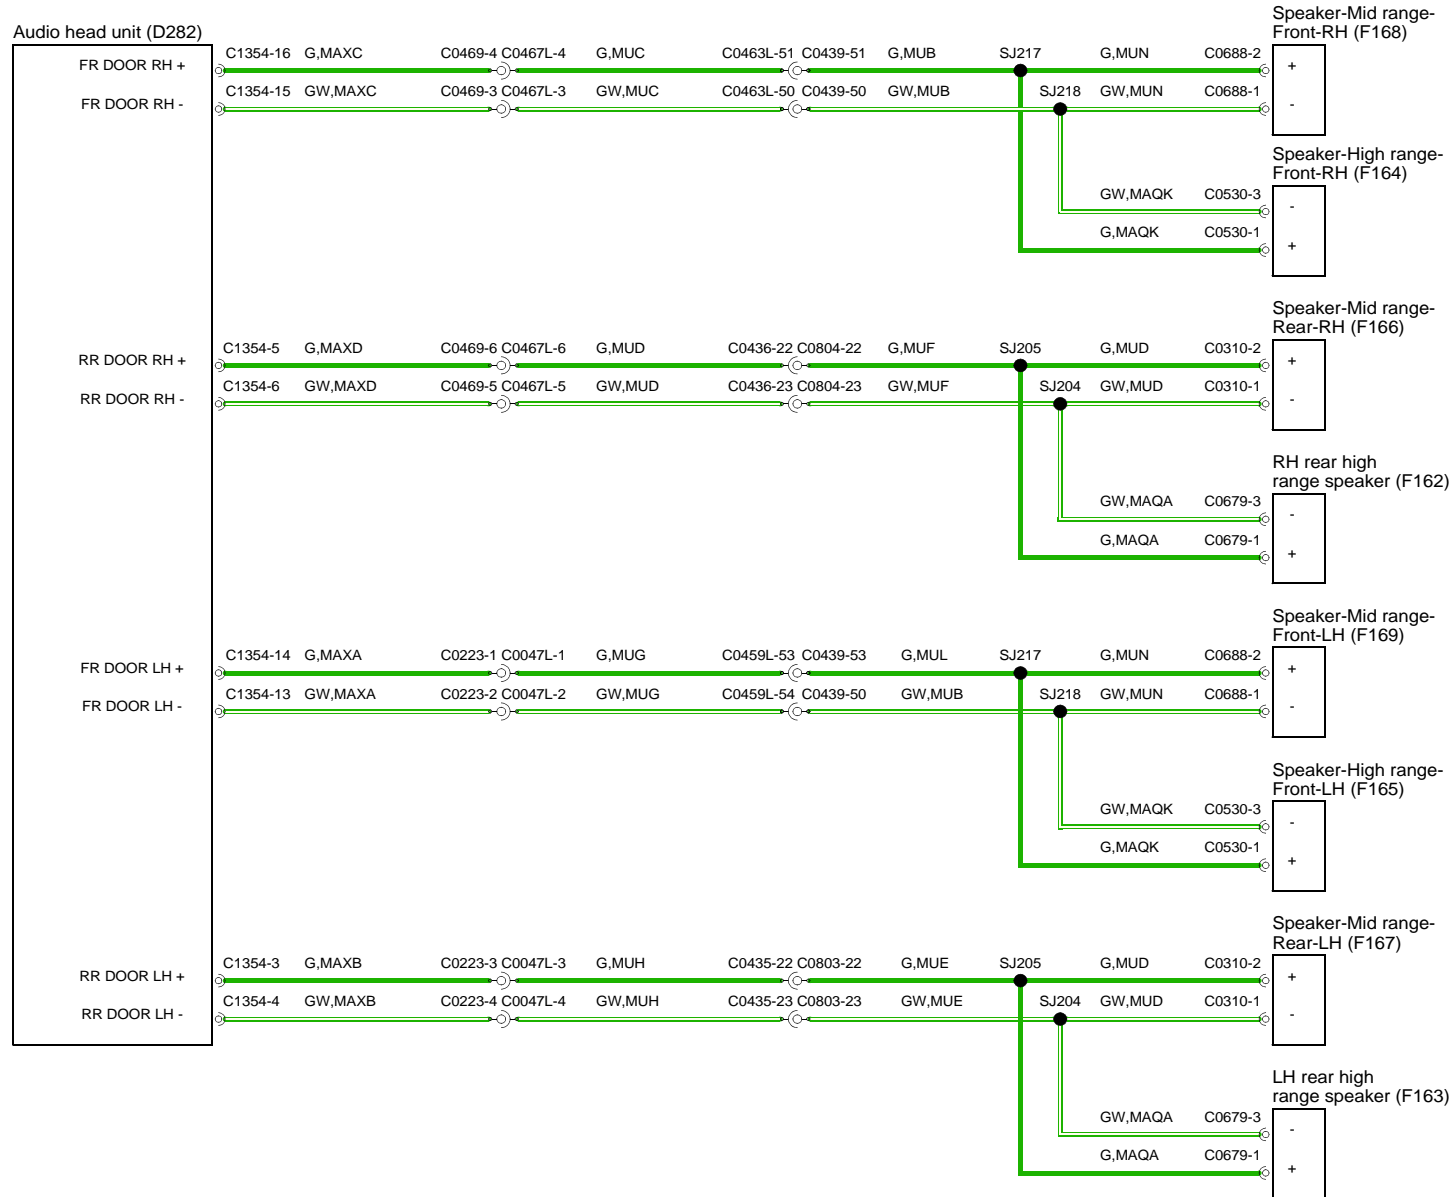 Audio head unit (D282)
Speaker-Mid range-
Front-RH (F168)
FR DOOR RH +
C1354-16 G,MAXC C0469-4 C0467L-4 G,MUC C0463L-51 C0439-51 G,MUB SJ217 G,MUN C0688-2
+
FR DOOR RH -
C1354-15 GW,MAXC C0469-3 C0467L-3 GW,MUC C0463L-50 C0439-50 GW,MUB SJ218 GW,MUN C0688-1
-
Speaker-High range-
Front-RH (F164)
GW,MAQK C0530-3
-
G,MAQK C0530-1
+
Speaker-Mid range-
Rear-RH (F166)
RR DOOR RH +
C1354-5 G,MAXD C0469-6 C0467L-6 G,MUD C0436-22 C0804-22 G,MUF SJ205 G,MUD C0310-2
+
RR DOOR RH -
C1354-6 GW,MAXD C0469-5 C0467L-5 GW,MUD C0436-23 C0804-23 GW,MUF SJ204 GW,MUD C0310-1
-
RH rear high
range speaker (F162)
GW,MAQA C0679-3
-
G,MAQA C0679-1
+
Speaker-Mid range-
Front-LH (F169)
FR DOOR LH +
C1354-14 G,MAXA C0223-1 C0047L-1 G,MUG C0459L-53 C0439-53 G,MUL SJ217 G,MUN C0688-2
+
FR DOOR LH -
C1354-13 GW,MAXA C0223-2 C0047L-2 GW,MUG C0459L-54 C0439-50 GW,MUB SJ218 GW,MUN C0688-1
-
Speaker-High range-
Front-LH (F165)
GW,MAQK C0530-3
-
G,MAQK C0530-1
+
Speaker-Mid range-
Rear-LH (F167)
RR DOOR LH +
C1354-3 G,MAXB C0223-3 C0047L-3 G,MUH C0435-22 C0803-22 G,MUE SJ205 G,MUD C0310-2
+
RR DOOR LH -
C1354-4 GW,MAXB C0223-4 C0047L-4 GW,MUH C0435-23 C0803-23 GW,MUE SJ204 GW,MUD C0310-1
-
LH rear high
range speaker (F163)
GW,MAQA C0679-3
-
G,MAQA C0679-1
+